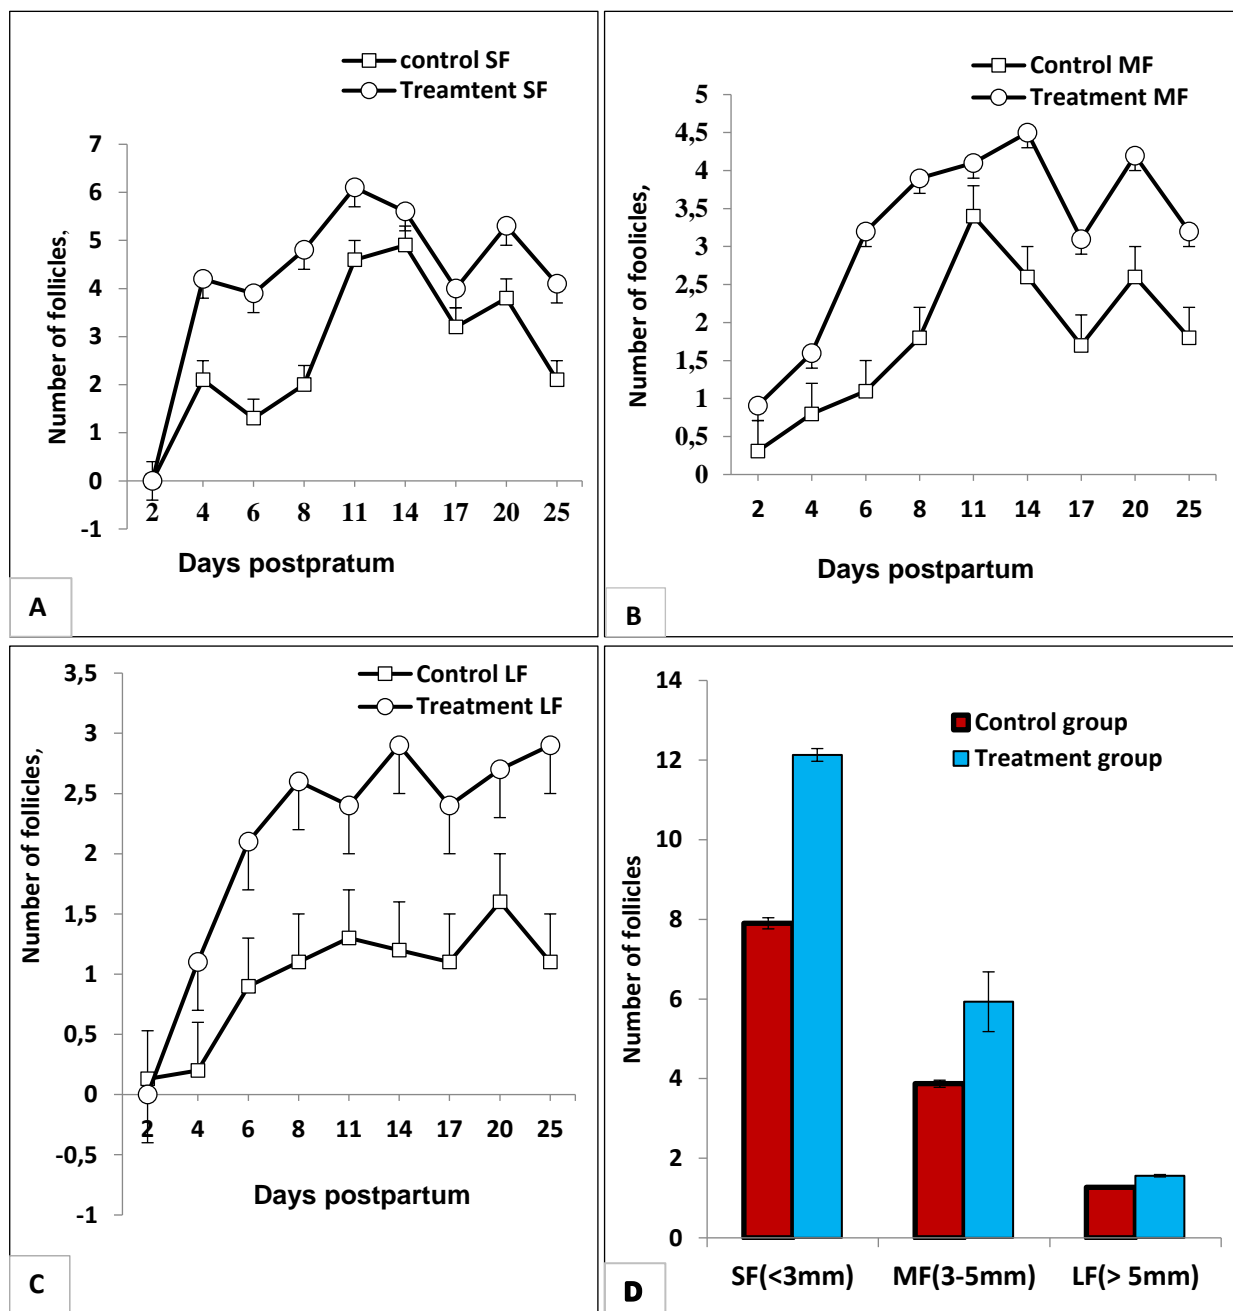 control SF
Treamtent SF
7
6
5
4
3
2
1
0
-1
Number of follicles,
2 4 6 8 11 14 17 20 25
Days postpratum
A
Control MF
Treatment MF
5
4,5
4
3,5
3
2,5
2
1,5
1
0,5
0
Number of foolicles,
2 4 6 8 11 14 17 20 25
Days postpartum
B
Control LF
Treatment LF
3,5
3
2,5
2
1,5
1
0,5
0
-0,5
-1
Number of follicles,
2 4 6 8 11 14 17 20 25
Days postpartum
C
Control group
Treatment group
14
12
10
8
6
4
2
0
Number of follicles
SF(<3mm) MF(3-5mm) LF(> 5mm)
D